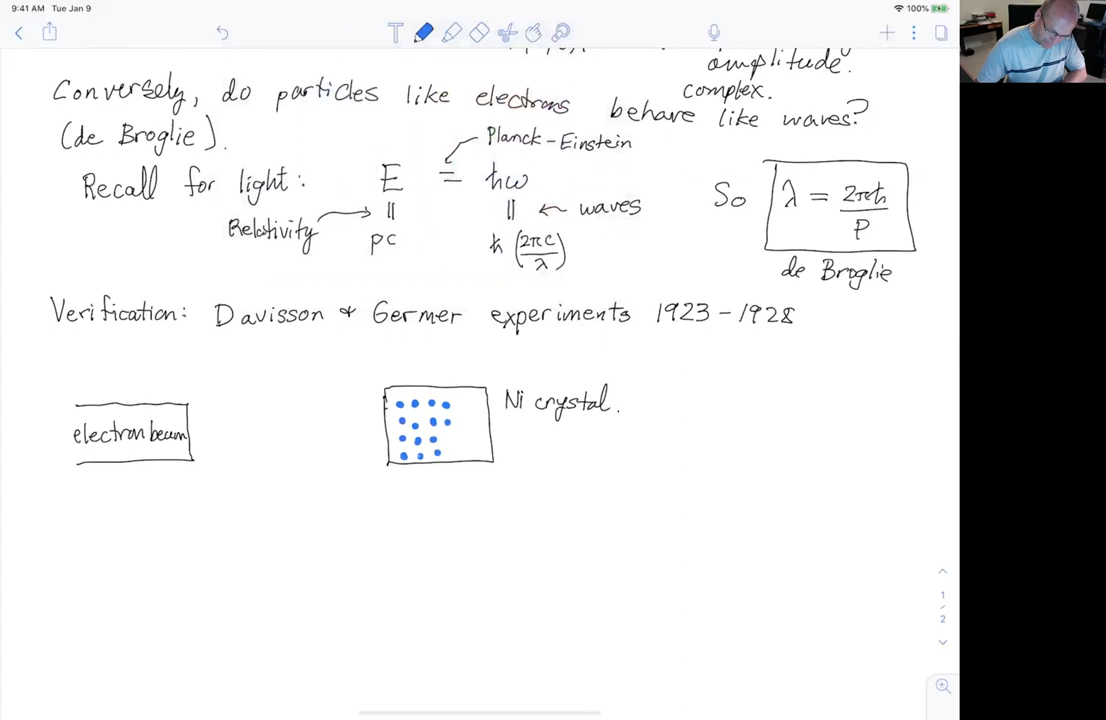 9:41 AM Tue Jan 9
100%
amplitude?
complex.
Conversely, do particles like electrons behave like waves?
(de Broglie).
Planck-Einstein
Recall for light:
E = ħω
Relativity
waves
pc
ħ (2πc/λ)
So λ = 2πħ/p
de Broglie
Verification: Davisson & Germer experiments 1923-1928
Ni crystal.
electron beam
1
/
2